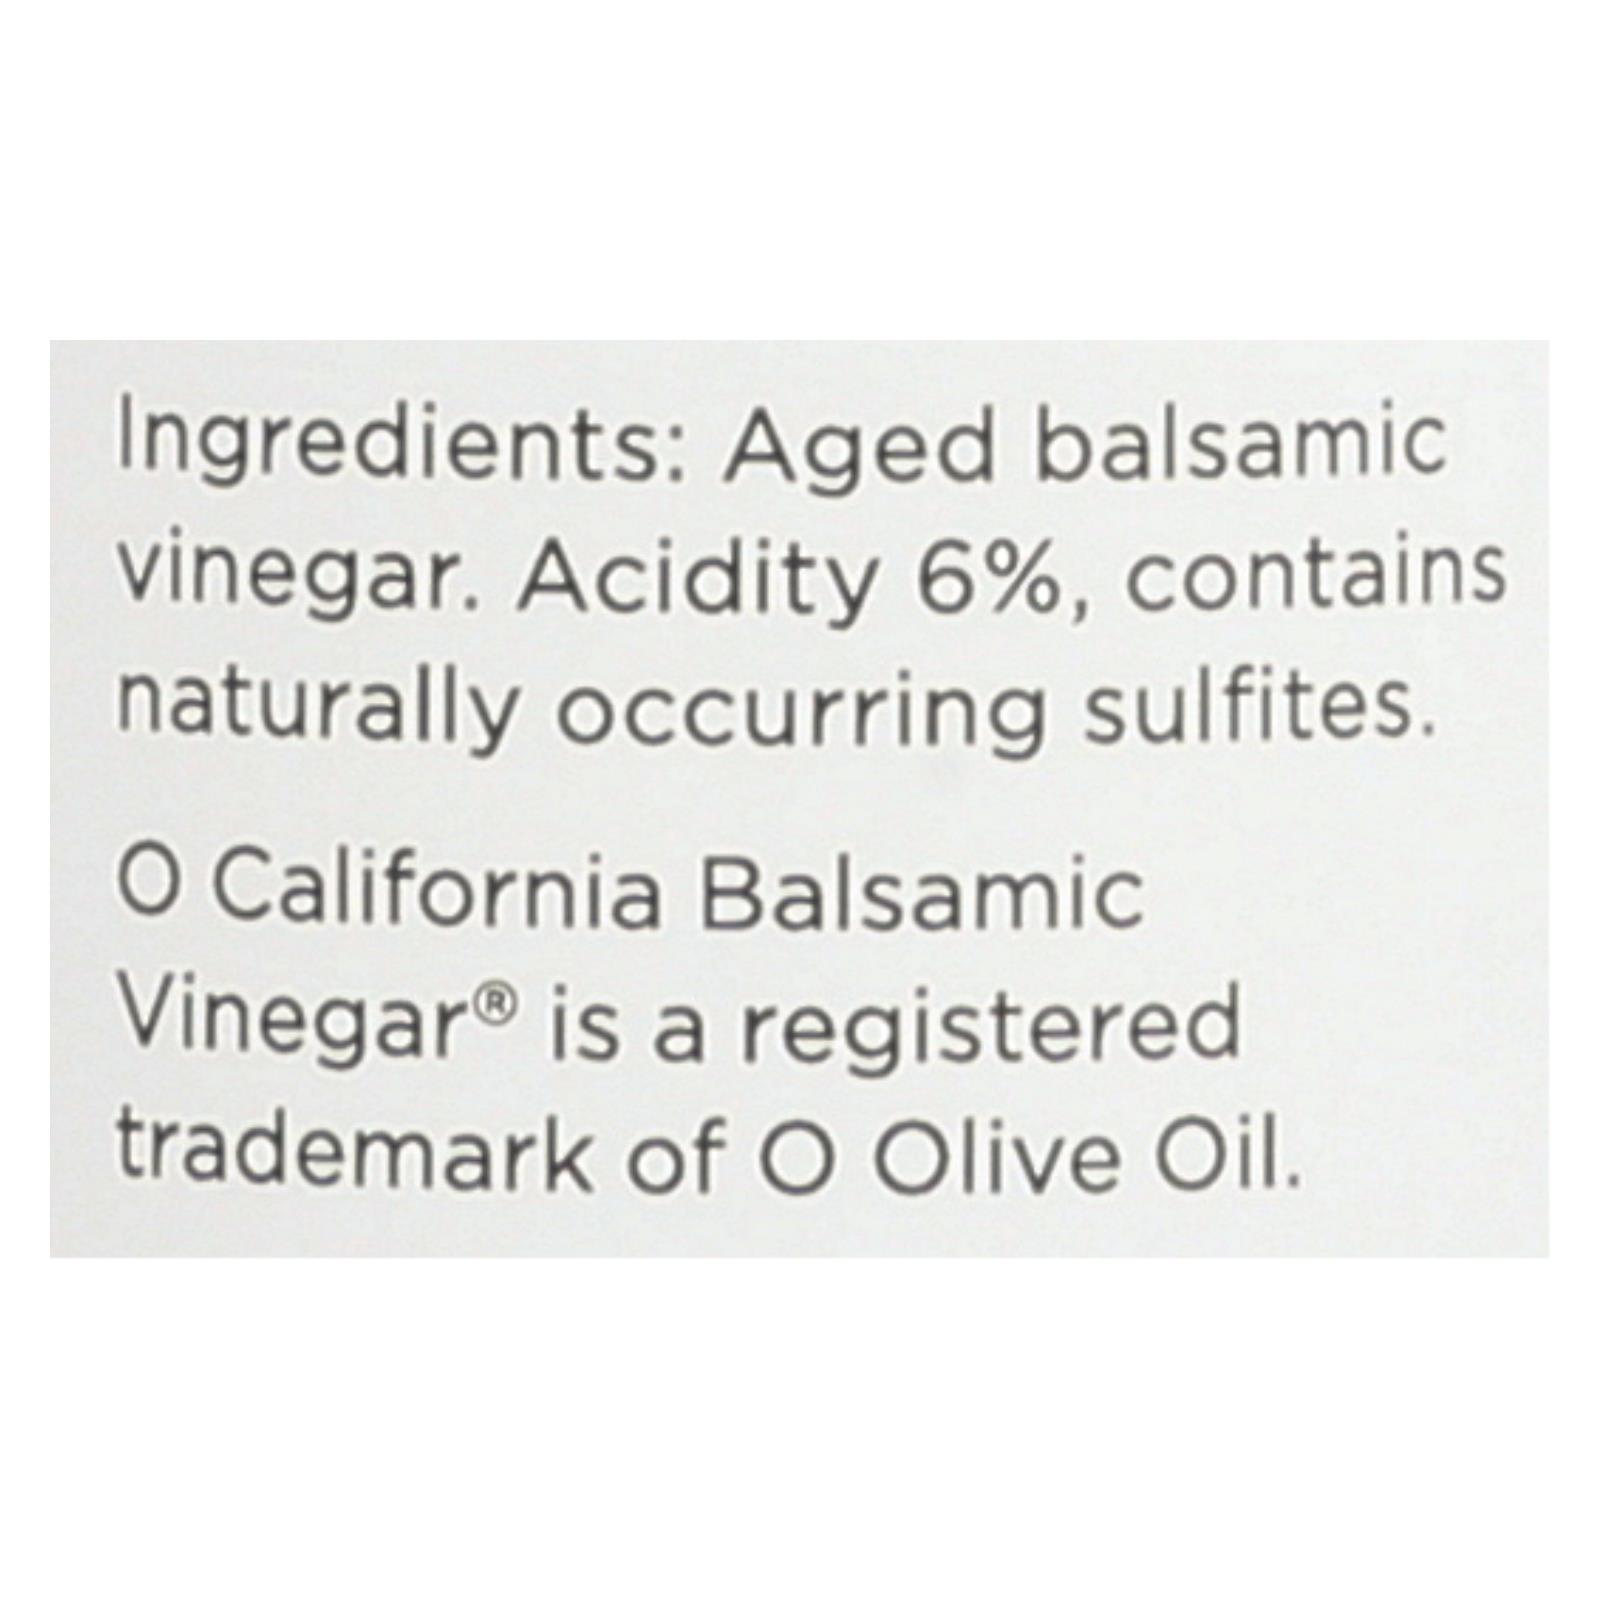 Ingredients: Aged balsamic
vinegar. Acidity 6%, contains
naturally occurring sulfites.
O California Balsamic
Vinegar® is a registered
trademark of O Olive Oil.